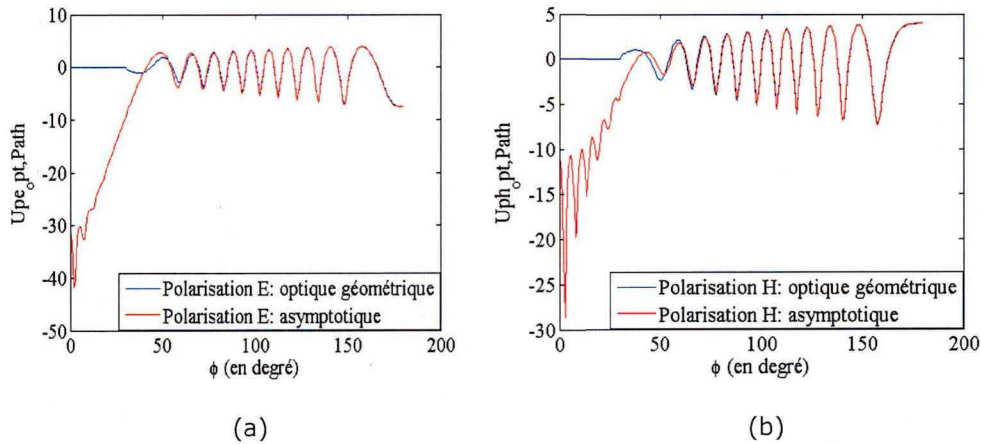 10
0
-10
-20
-30
-40
-50
Upe_opt,Path
Polarisation E: optique géométrique
Polarisation E: asymptotique
0 50 100 150 200
ϕ (en degré)
(a)
5
0
-5
-10
-15
-20
-25
-30
Uph_opt,Path
Polarisation H: optique géométrique
Polarisation H: asymptotique
0 50 100 150 200
ϕ (en degré)
(b)